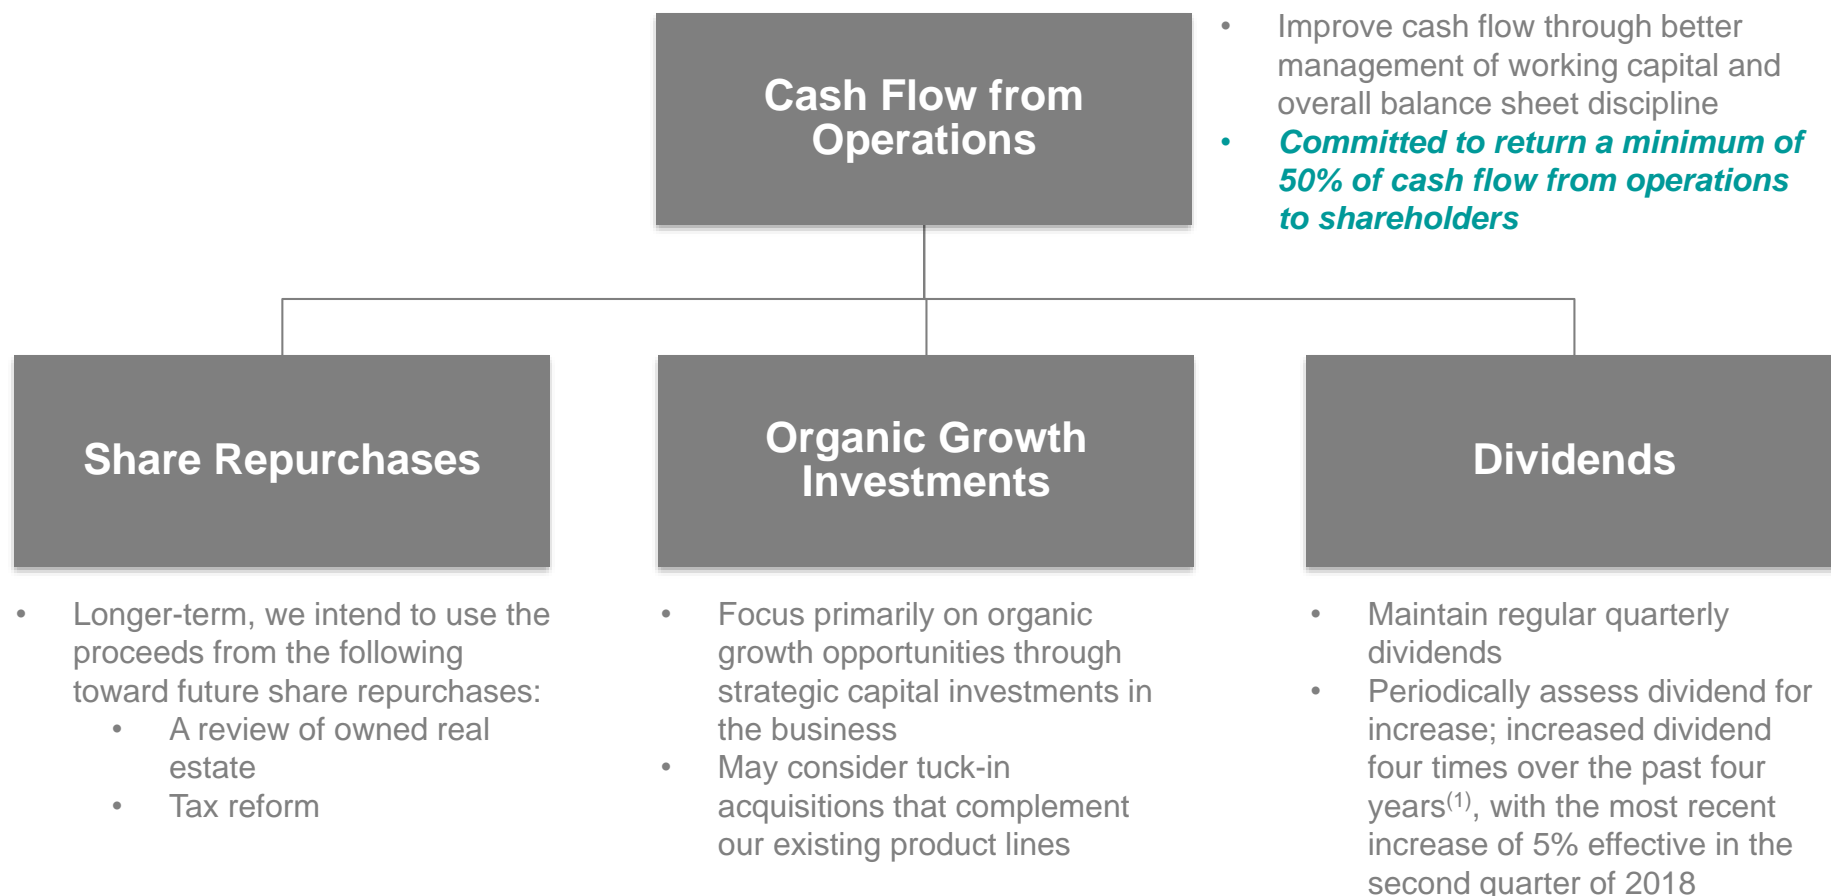 Cash Flow from
Operations
• Improve cash flow through better
management of working capital and
overall balance sheet discipline
• Committed to return a minimum of
50% of cash flow from operations
to shareholders
Share Repurchases
• Longer-term, we intend to use the
proceeds from the following
toward future share repurchases:
• A review of owned real
estate
• Tax reform
Organic Growth
Investments
• Focus primarily on organic
growth opportunities through
strategic capital investments in
the business
• May consider tuck-in
acquisitions that complement
our existing product lines
Dividends
• Maintain regular quarterly
dividends
• Periodically assess dividend for
increase; increased dividend
four times over the past four
years(1), with the most recent
increase of 5% effective in the
second quarter of 2018